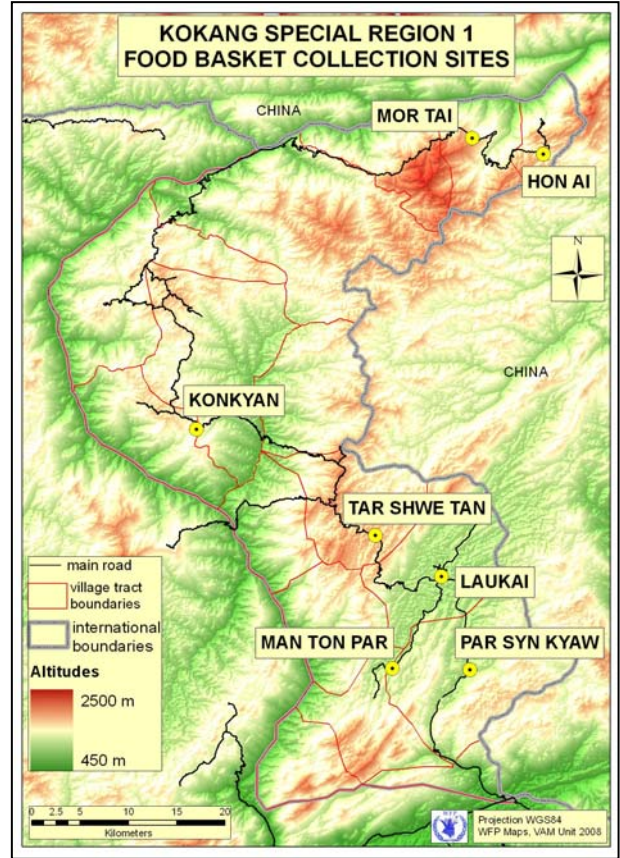 KOKANG SPECIAL REGION 1
FOOD BASKET COLLECTION SITES
CHINA
MOR TAI
HON AI
N
CHINA
KONKYAN
TAR SHWE TAN
LAUKAI
MAN TON PAR
PAR SYN KYAW
main road
village tract
boundaries
international
boundaries
Altitudes
2500 m
450 m
0 2.5 5 10 15 20
Kilometers
WFP
Projection WGS84
WFP Maps, VAM Unit 2008